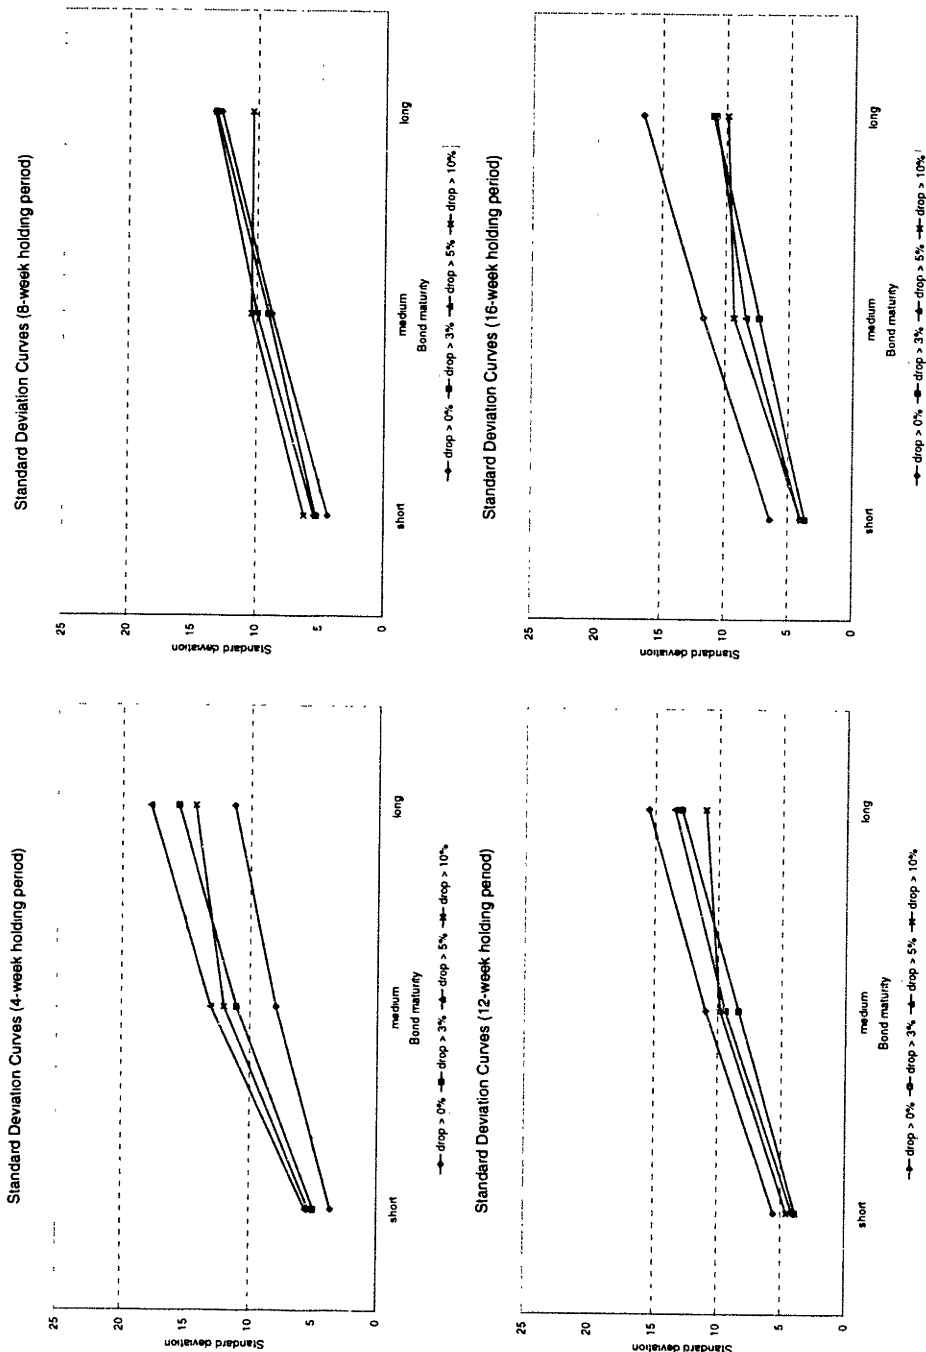 Standard Deviation Curves (4-week holding period)
25
20
15
10
5
0
Standard deviation
short
medium
long
Bond maturity
drop > 0% drop > 3% drop > 5% drop > 10%
Standard Deviation Curves (8-week holding period)
25
20
15
10
5
0
Standard deviation
short
medium
long
Bond maturity
drop > 0% drop > 3% drop > 5% drop > 10%
Standard Deviation Curves (12-week holding period)
25
20
15
10
5
0
Standard deviation
short
medium
long
Bond maturity
drop > 0% drop > 3% drop > 5% drop > 10%
Standard Deviation Curves (16-week holding period)
25
20
15
10
5
0
Standard deviation
short
medium
long
Bond maturity
drop > 0% drop > 3% drop > 5% drop > 10%